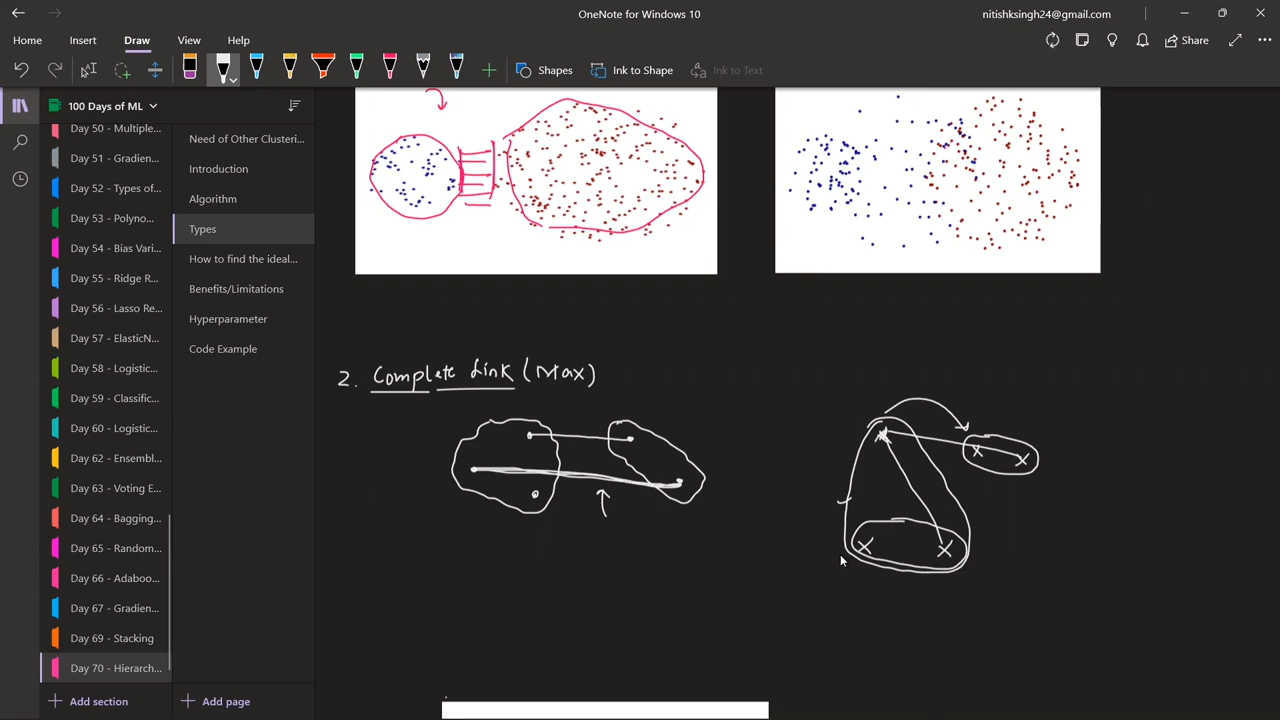 OneNote for Windows 10
nitishksingh24@gmail.com
Home
Insert
Draw
View
Help
Share
Shapes
Ink to Shape
Ink to Text
100 Days of ML
Day 50 - Multiple...
Day 51 - Gradien...
Day 52 - Types of...
Day 53 - Polyno...
Day 54 - Bias Vari...
Day 55 - Ridge R...
Day 56 - Lasso Re...
Day 57 - ElasticN...
Day 58 - Logistic...
Day 59 - Classific...
Day 60 - Logistic...
Day 62 - Ensembl...
Day 63 - Voting E...
Day 64 - Bagging...
Day 65 - Random...
Day 66 - Adaboo...
Day 67 - Gradien...
Day 69 - Stacking
Day 70 - Hierarch...
Add section
Need of Other Clusteri...
Introduction
Algorithm
Types
How to find the ideal...
Benefits/Limitations
Hyperparameter
Code Example
Add page
2. Complete Link (Max)